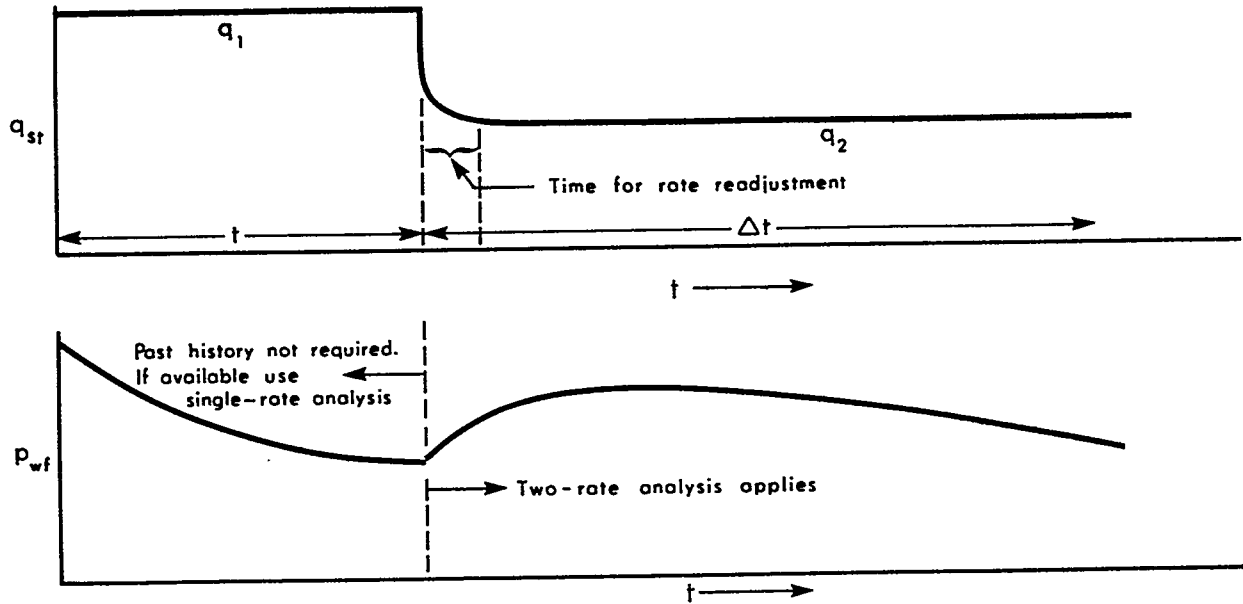 q1
qst
q2
Time for rate readjustment
t
Δt
t
Past history not required.
If available use
single-rate analysis
pwf
Two-rate analysis applies
t